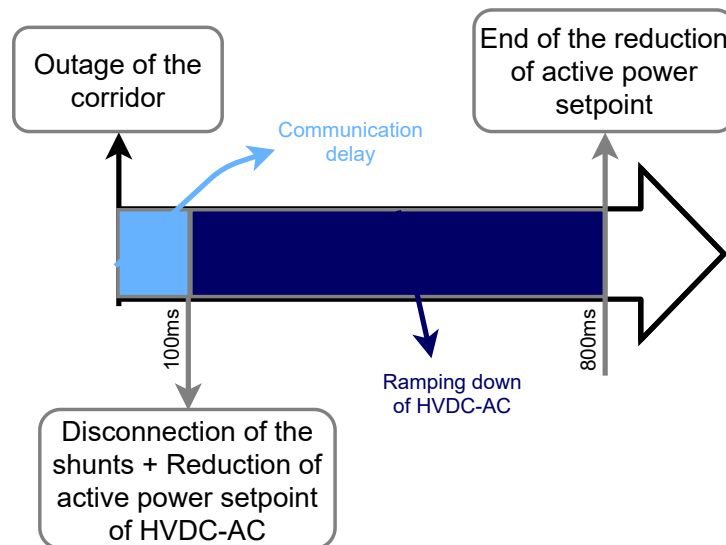 Outage of the
corridor
End of the reduction
of active power
setpoint
Communication
delay
100ms
800ms
Ramping down
of HVDC-AC
Disconnection of the
shunts + Reduction of
active power setpoint
of HVDC-AC